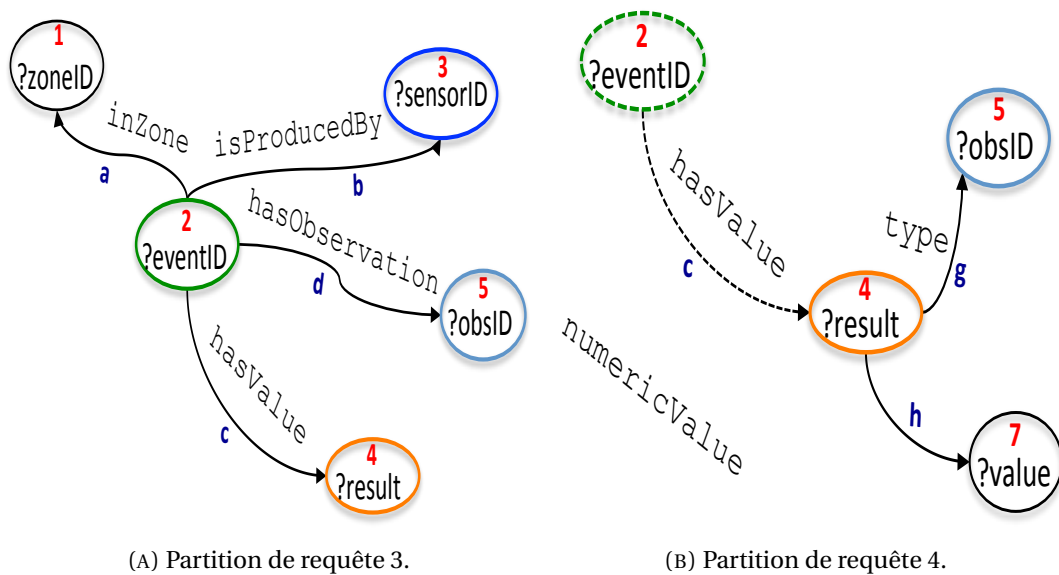 1
?zoneID
inZone
a
3
?sensorID
isProducedBy
b
2
?eventID
hasObservation
d
5
?obsID
hasValue
c
4
?result
(A) Partition de requête 3.
2
?eventID
hasValue
c
5
?obsID
type
g
4
?result
numericValue
h
7
?value
(B) Partition de requête 4.